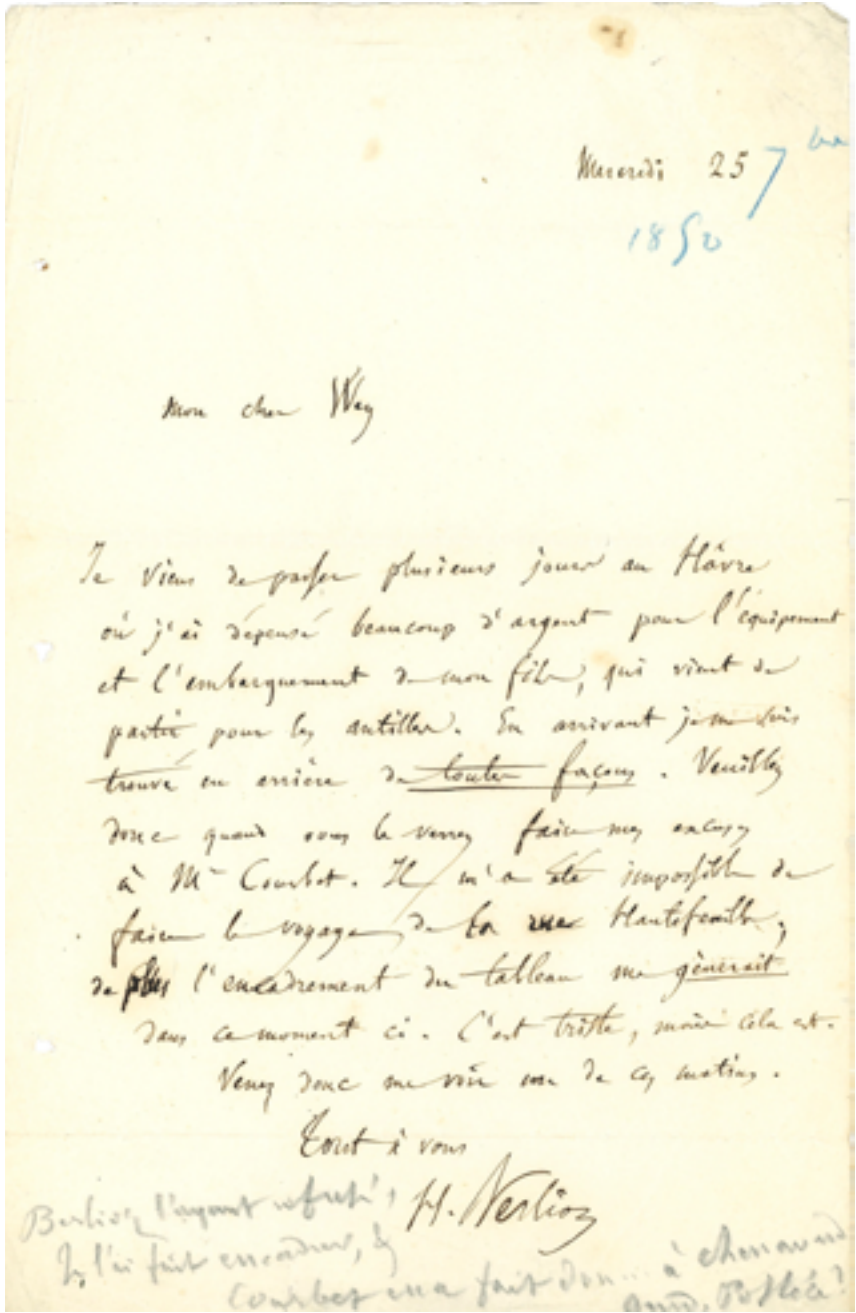 Mercredi 25 7bre
1850
Mon cher Wey
Je viens de passer plusieurs jours au Hâvre
où j'ai dépensé beaucoup d'argent pour l'équipement
et l'embarquement de mon fils, qui vient de
partir pour les antilles. En arrivant je me suis
trouvé en arrière de toutes façons. Veuillez
donc quand vous le verrez faire mes excuses
à Mr Courbet. Il m'a été impossible de
faire le voyage de la rue Hautefeuille,
de plus l'encadrement du tableau me gênerait
dans ce moment ci. C'est triste, mais cela est.
Venez donc me voir un de ces matins.
Tout à vous
H. Berlioz
Berlioz l'ayant refusé,
je l'ai fait encadrer, &
Courbet en a fait don à Chenavard